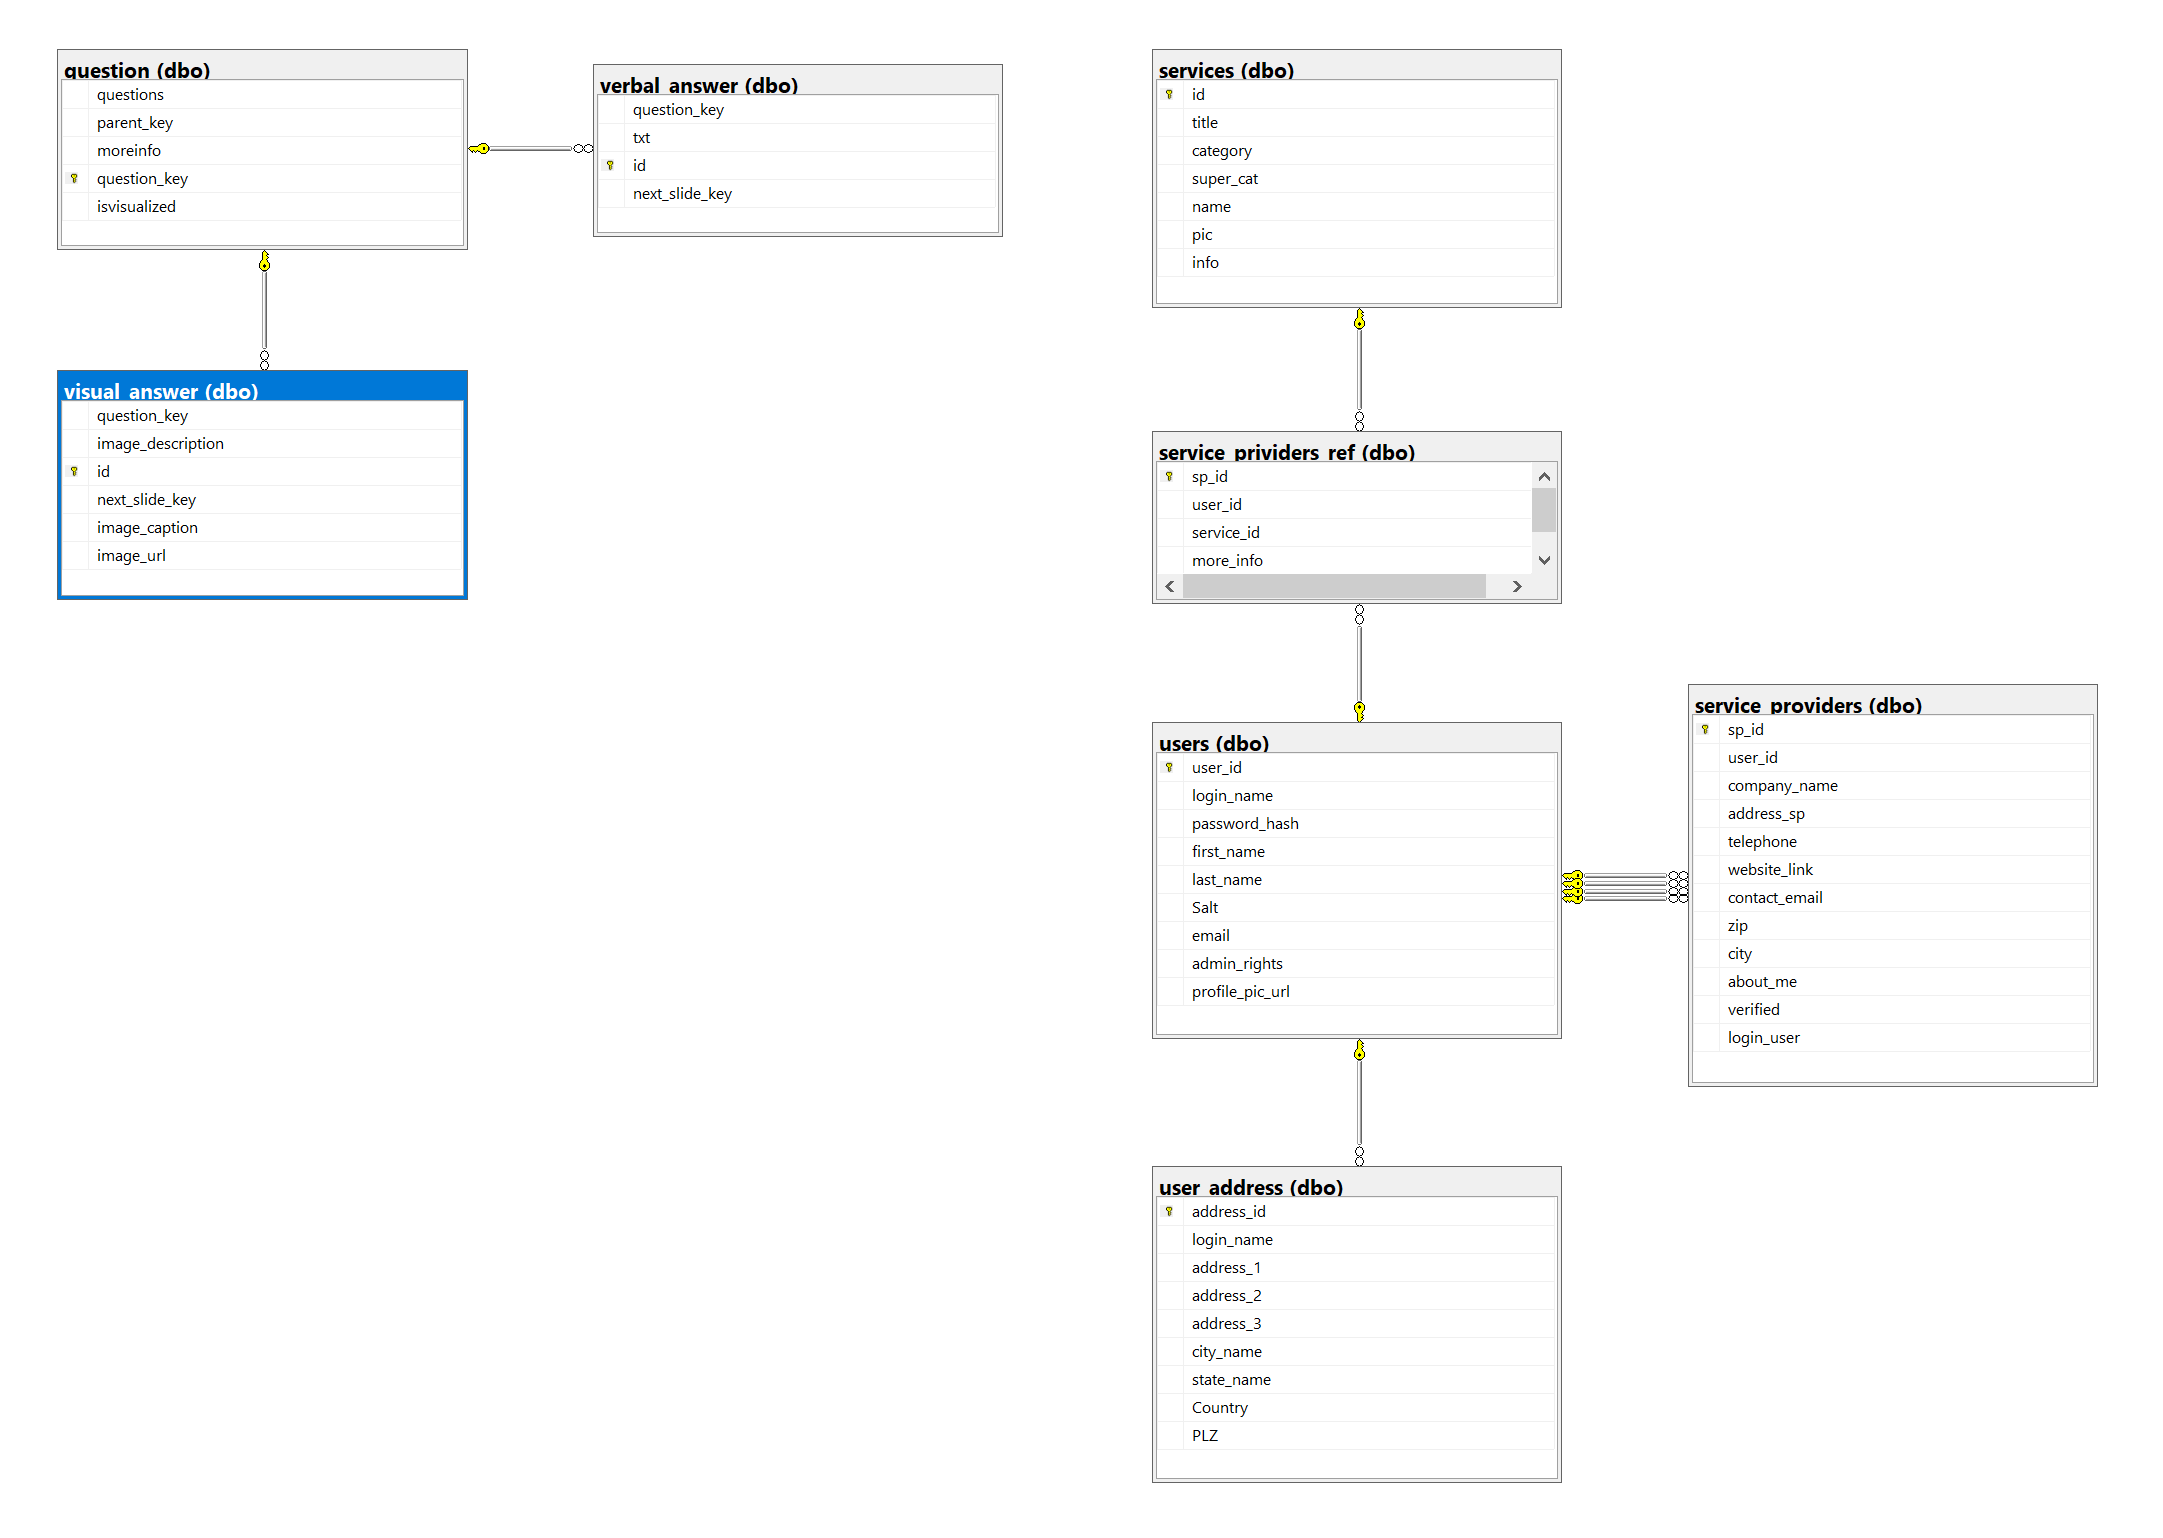 question (dbo)
questions
parent_key
moreinfo
question_key
isvisualized
verbal_answer (dbo)
question_key
txt
id
next_slide_key
visual_answer (dbo)
question_key
image_description
id
next_slide_key
image_caption
image_url
services (dbo)
id
title
category
super_cat
name
pic
info
service_prividers_ref (dbo)
sp_id
user_id
service_id
more_info
users (dbo)
user_id
login_name
password_hash
first_name
last_name
Salt
email
admin_rights
profile_pic_url
service_providers (dbo)
sp_id
user_id
company_name
address_sp
telephone
website_link
contact_email
zip
city
about_me
verified
login_user
user_address (dbo)
address_id
login_name
address_1
address_2
address_3
city_name
state_name
Country
PLZ